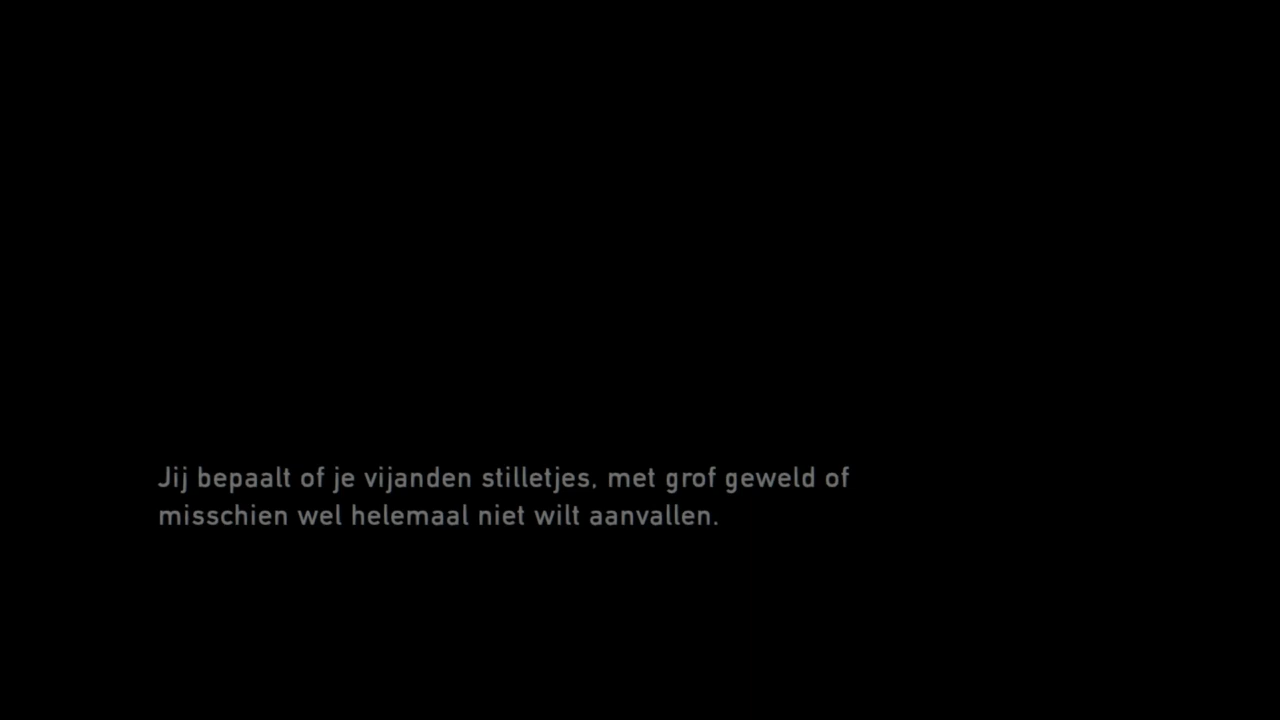 Jij bepaalt of je vijanden stilletjes, met grof geweld of
misschien wel helemaal niet wilt aanvallen.